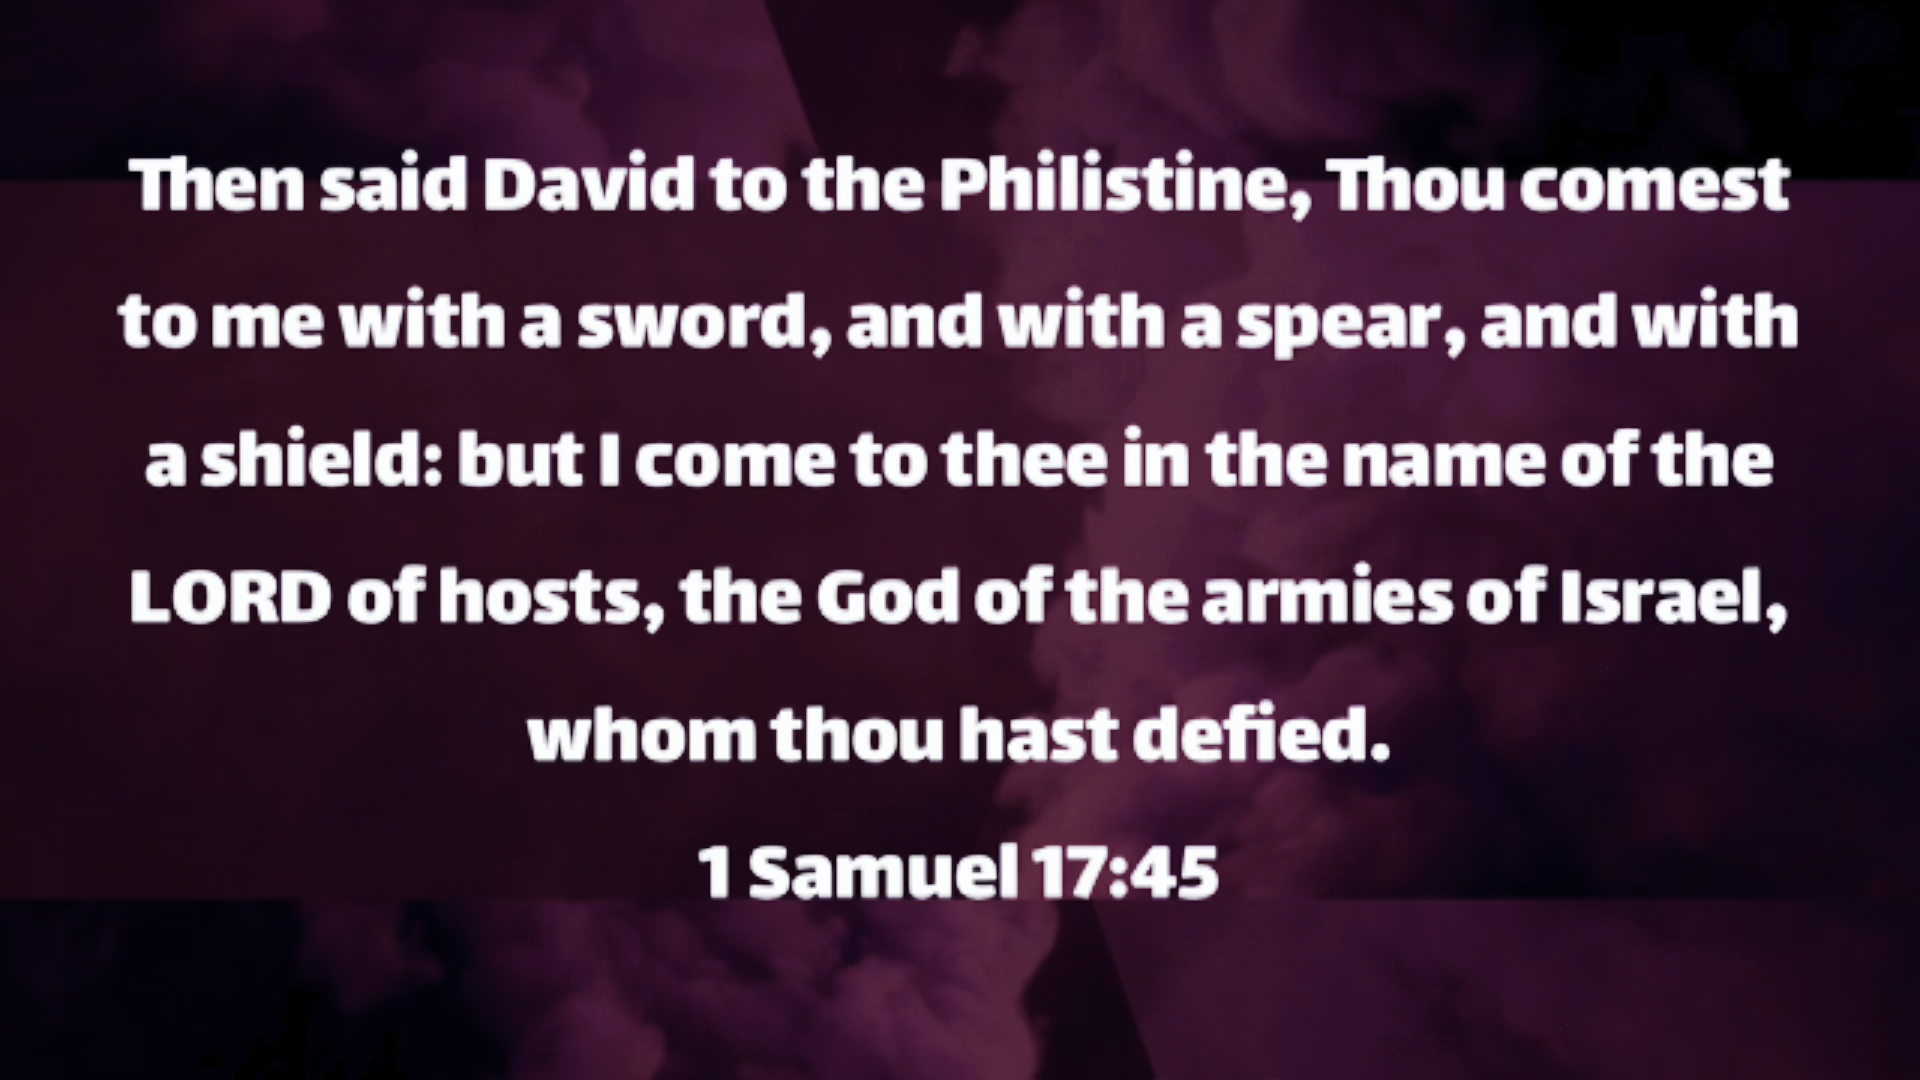 Then said David to the Philistine, Thou comest
to me with a sword, and with a spear, and with
a shield: but I come to thee in the name of the
LORD of hosts, the God of the armies of Israel,
whom thou hast defied.
1 Samuel 17:45